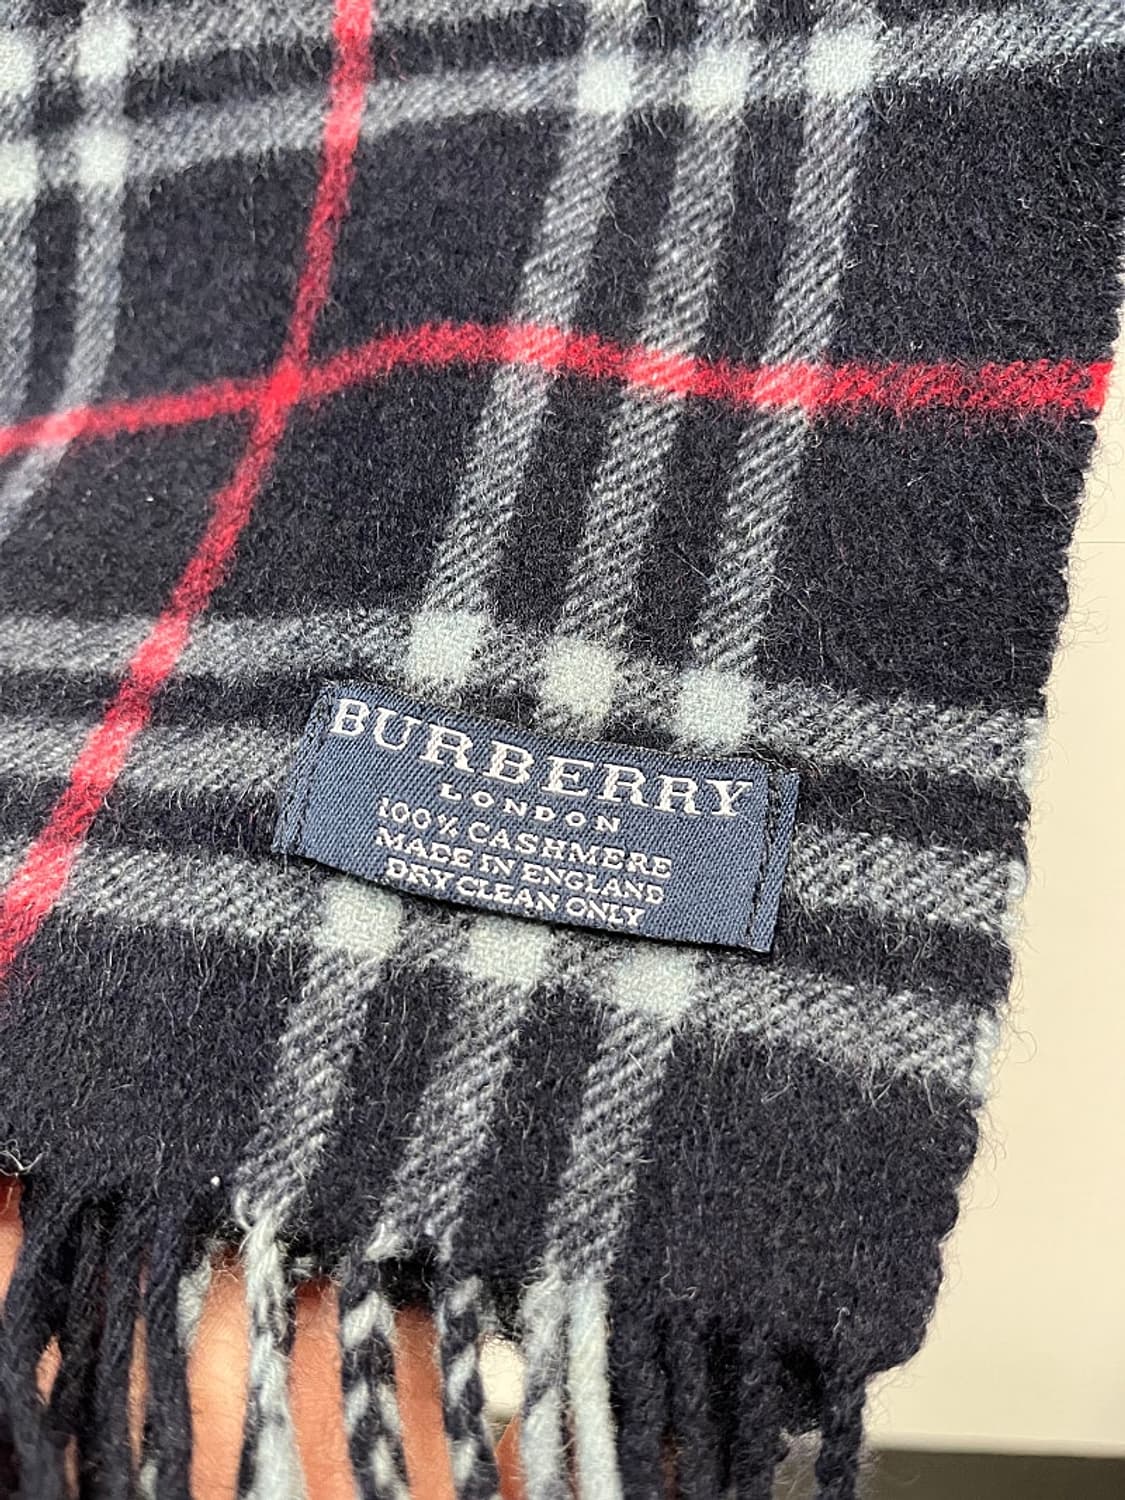 BURBERRY
LONDON
100% CASHMERE
MADE IN ENGLAND
DRY CLEAN ONLY